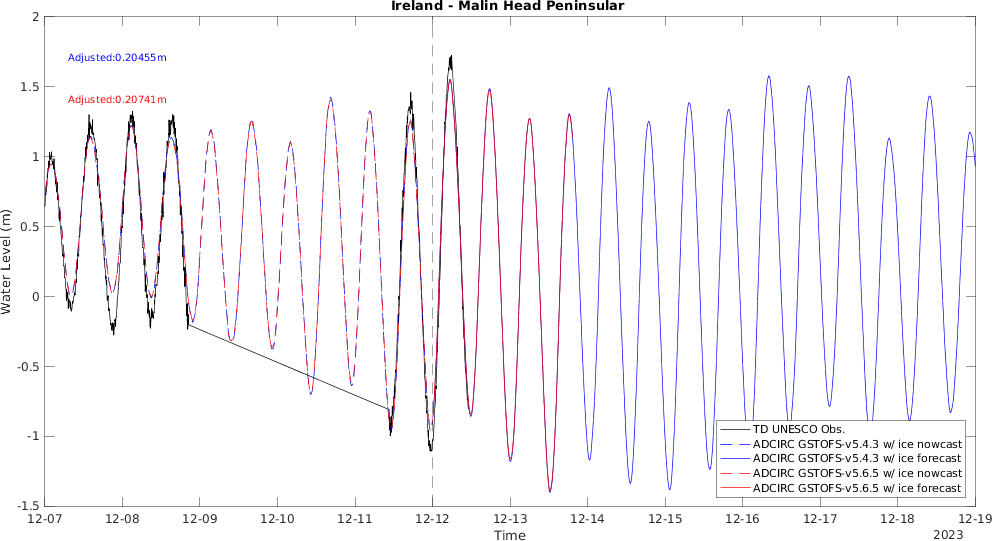 Ireland - Malin Head Peninsular
2
1.5
1
0.5
0
-0.5
-1
-1.5
Water Level (m)
Adjusted:0.20455m
Adjusted:0.20741m
TD UNESCO Obs.
ADCIRC GSTOFS-v5.4.3 w/ ice nowcast
ADCIRC GSTOFS-v5.4.3 w/ ice forecast
ADCIRC GSTOFS-v5.6.5 w/ ice nowcast
ADCIRC GSTOFS-v5.6.5 w/ ice forecast
12-07 12-08 12-09 12-10 12-11 12-12 12-13 12-14 12-15 12-16 12-17 12-18 12-19
Time
2023